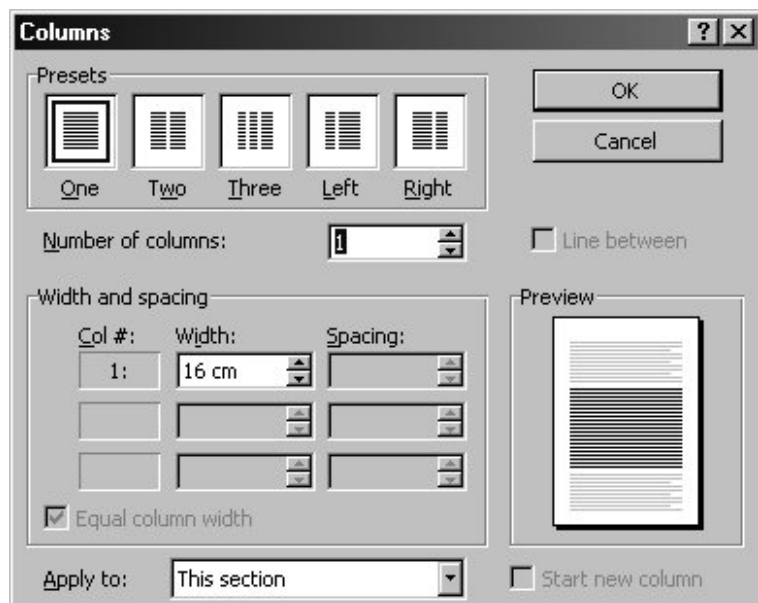 Columns
Presets
One Two Three Left Right
OK
Cancel
Number of columns: 1
Line between
Width and spacing
Col #: Width: Spacing:
1: 16 cm
Equal column width
Preview
Apply to: This section
Start new column